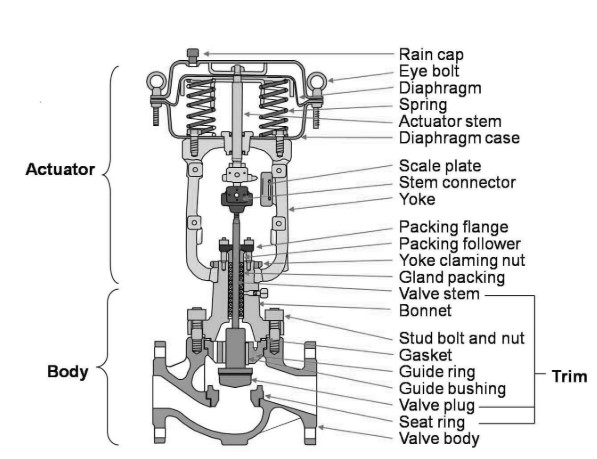 Rain cap
Eye bolt
Diaphragm
Spring
Actuator stem
Diaphragm case
Actuator
Scale plate
Stem connector
Yoke
Packing flange
Packing follower
Yoke claming nut
Gland packing
Valve stem
Bonnet
Stud bolt and nut
Gasket
Body
Guide ring
Trim
Guide bushing
Valve plug
Seat ring
Valve body